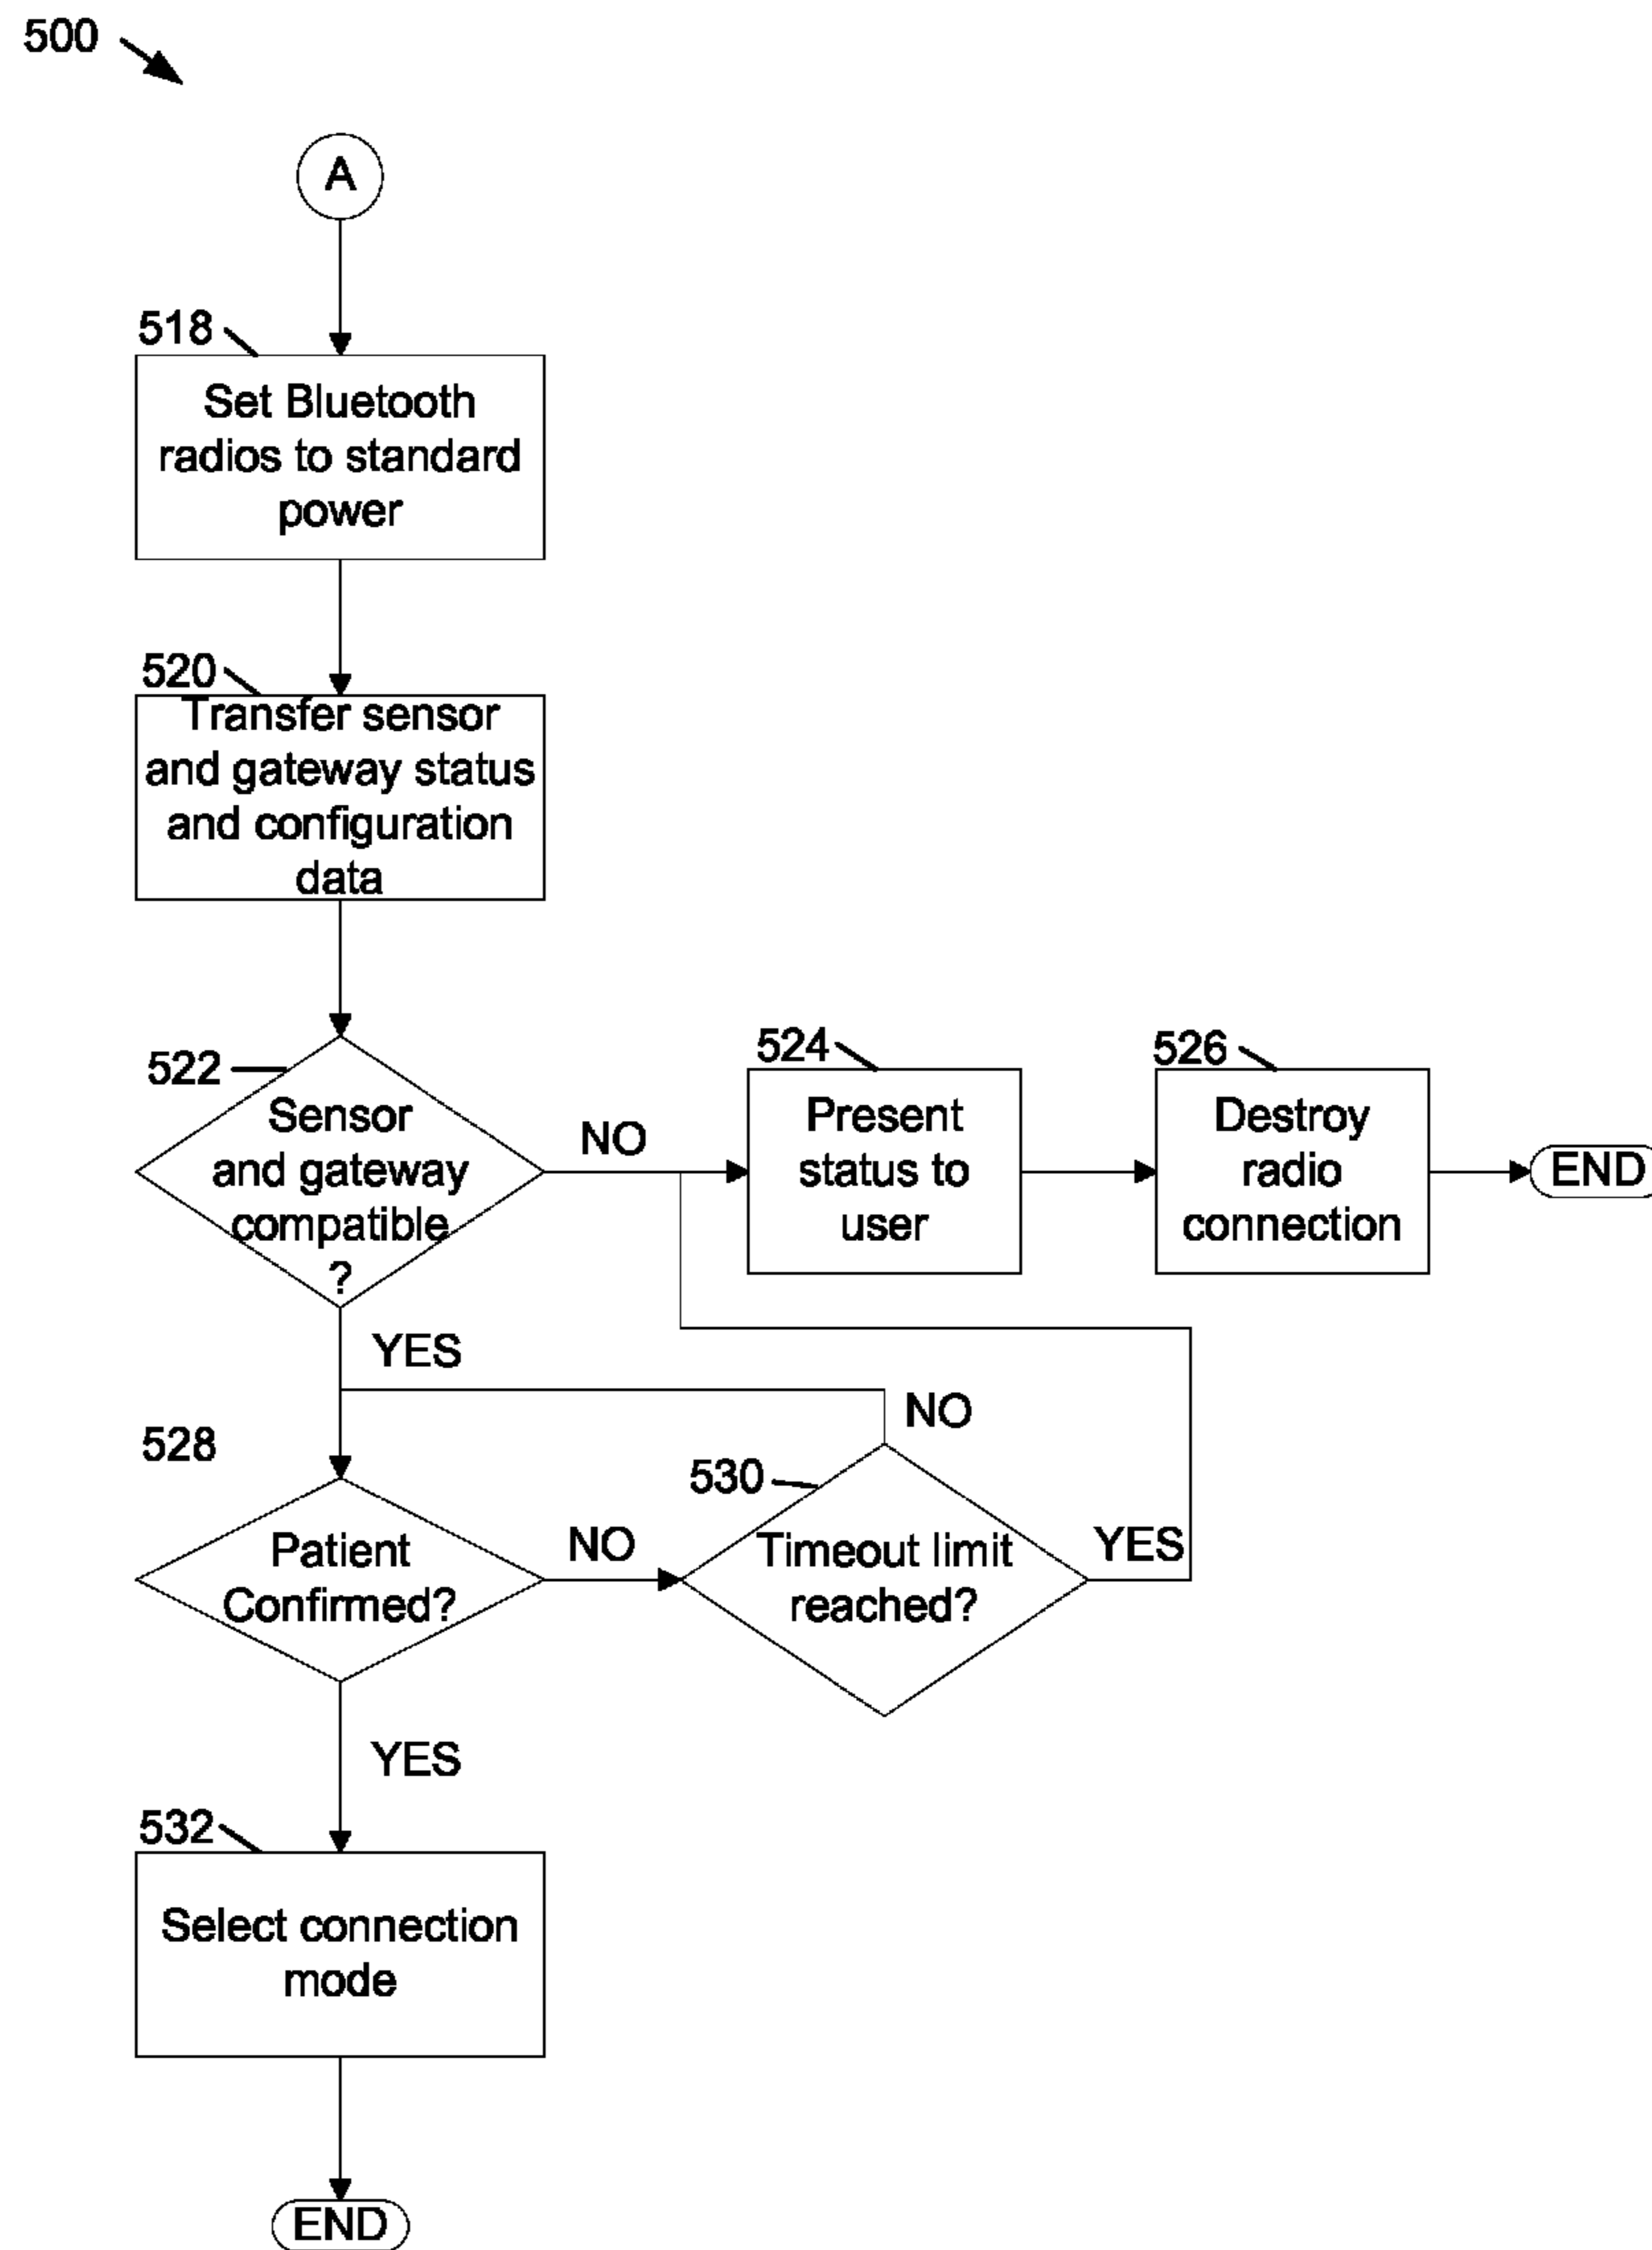 500
A
518
Set Bluetooth
radios to standard
power
520
Transfer sensor
and gateway status
and configuration
data
522
Sensor
and gateway
compatible
?
NO
524
Present
status to
user
526
Destroy
radio
connection
END
YES
528
Patient
Confirmed?
NO
530
Timeout limit
reached?
NO
YES
YES
532
Select connection
mode
END